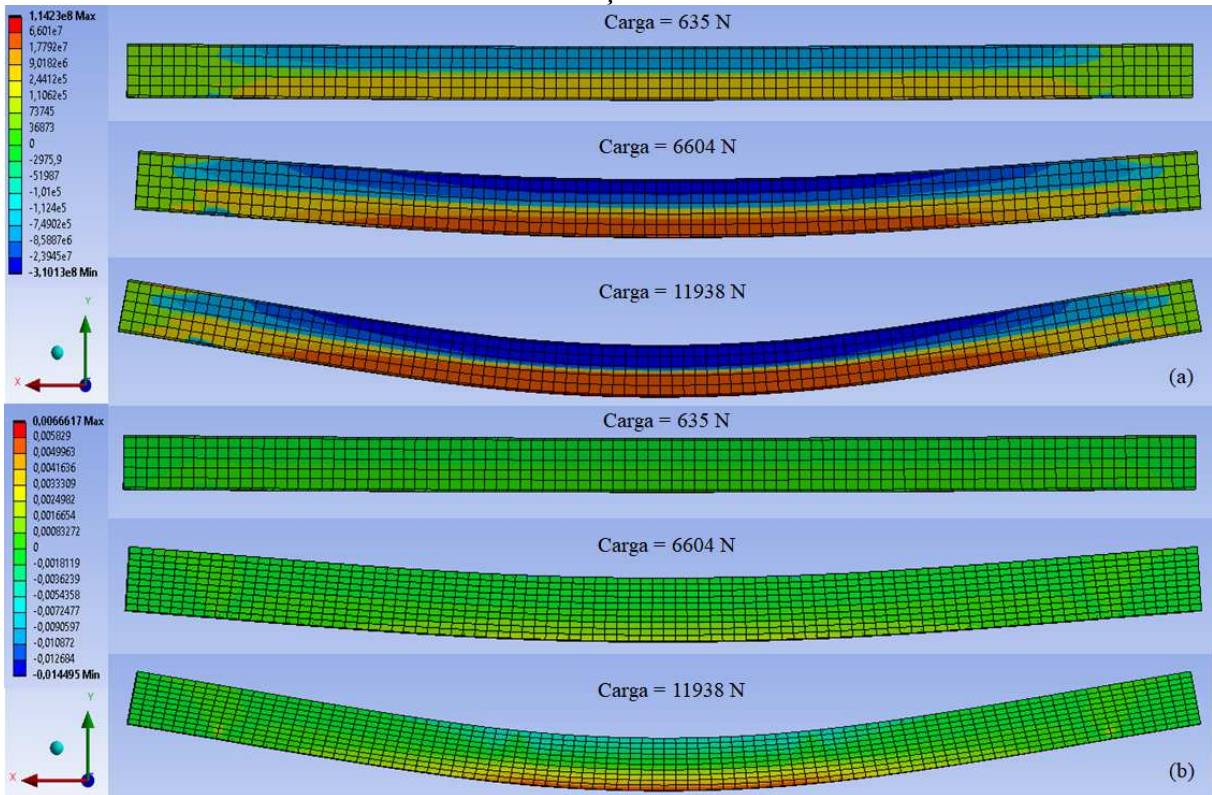 Carga = 635 N
1,1423e8 Max
6,601e7
1,7792e7
9,0182e6
2,4412e5
1,1062e5
73745
36873
0
-2975,9
-51987
-1,01e5
-1,124e5
-7,4902e5
-8,5887e6
-2,3945e7
-3,1013e8 Min
Carga = 6604 N
Carga = 11938 N
Y
X
(a)
Carga = 635 N
0,0066617 Max
0,005829
0,0049963
0,0041636
0,0033309
0,0024982
0,0016654
0,00083272
0
-0,0018119
-0,0036239
-0,0054358
-0,0072477
-0,0090597
-0,010872
-0,012684
-0,014495 Min
Carga = 6604 N
Carga = 11938 N
Y
X
(b)